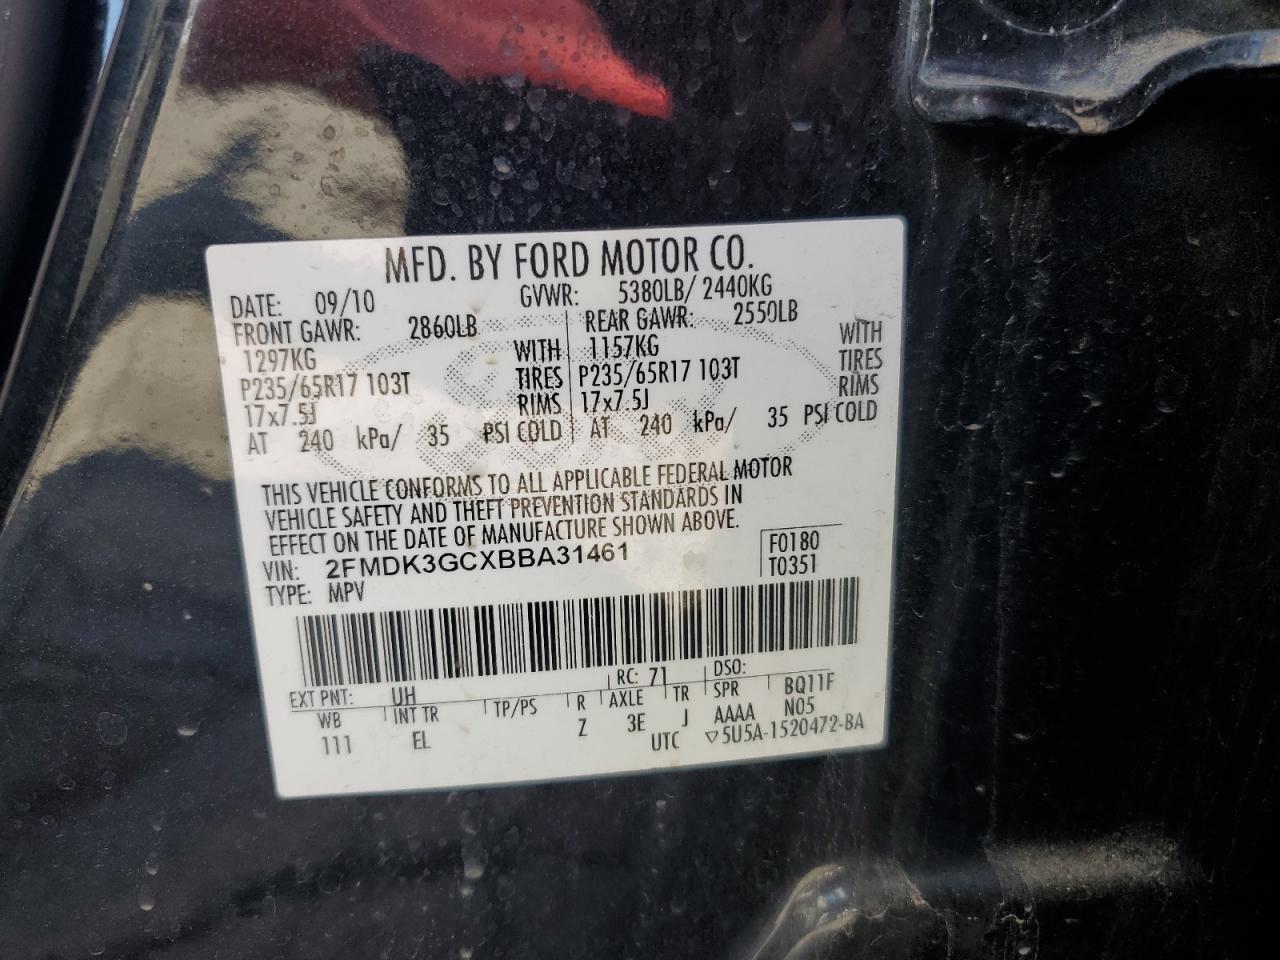 MFD. BY FORD MOTOR CO.
DATE: 09/10 GVWR: 5380LB/ 2440KG
FRONT GAWR: 2860LB REAR GAWR: 2550LB
1297KG WITH 1157KG WITH
P235/65R17 103T TIRES P235/65R17 103T TIRES
17x7.5J RIMS 17x7.5J RIMS
AT 240 kPa/ 35 PSI COLD AT 240 kPa/ 35 PSI COLD
THIS VEHICLE CONFORMS TO ALL APPLICABLE FEDERAL MOTOR
VEHICLE SAFETY AND THEFT PREVENTION STANDARDS IN
EFFECT ON THE DATE OF MANUFACTURE SHOWN ABOVE.
VIN: 2FMDK3GCXBBA31461 F0180
TYPE: MPV T0351
EXT PNT: UH RC: 71 DSO:
WB INT TR TP/PS R AXLE TR SPR BQ11F
111 EL Z 3E J AAAA N05
UTC ▽5U5A-1520472-BA